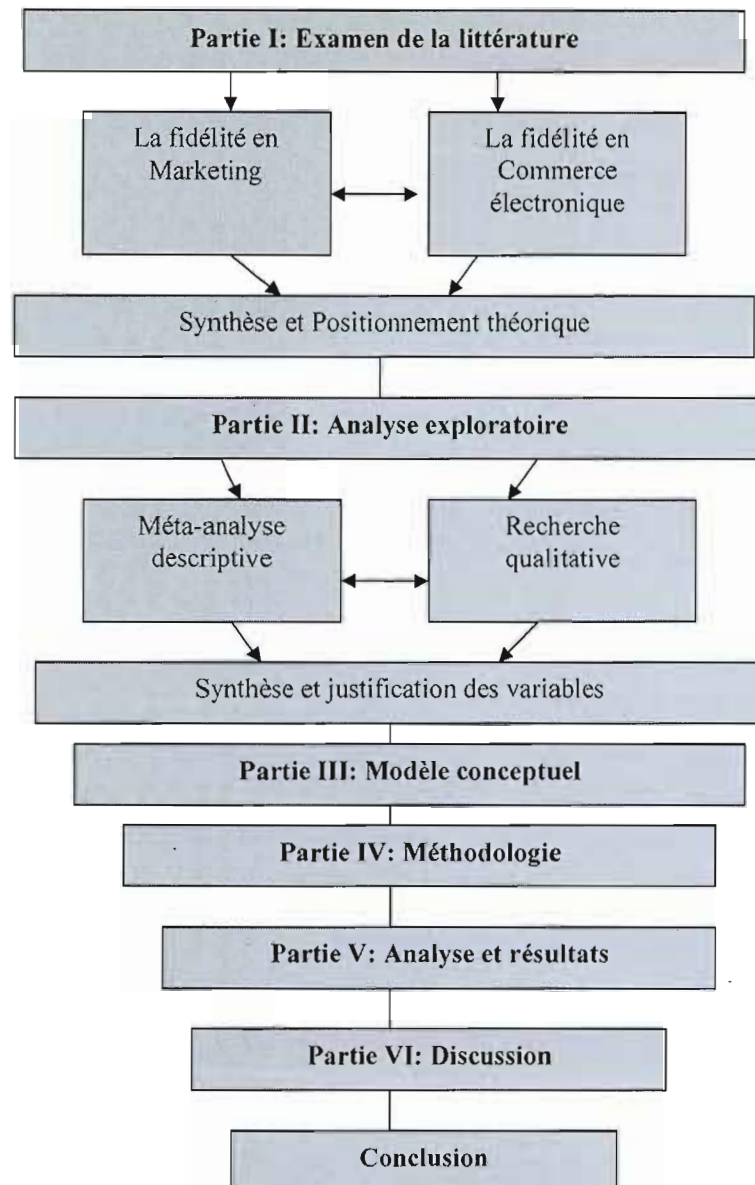 Partie I: Examen de la littérature
La fidélité en
Marketing
La fidélité en
Commerce
électronique
Synthèse et Positionnement théorique
Partie II: Analyse exploratoire
Méta-analyse
descriptive
Recherche
qualitative
Synthèse et justification des variables
Partie III: Modèle conceptuel
Partie IV: Méthodologie
Partie V: Analyse et résultats
Partie VI: Discussion
Conclusion